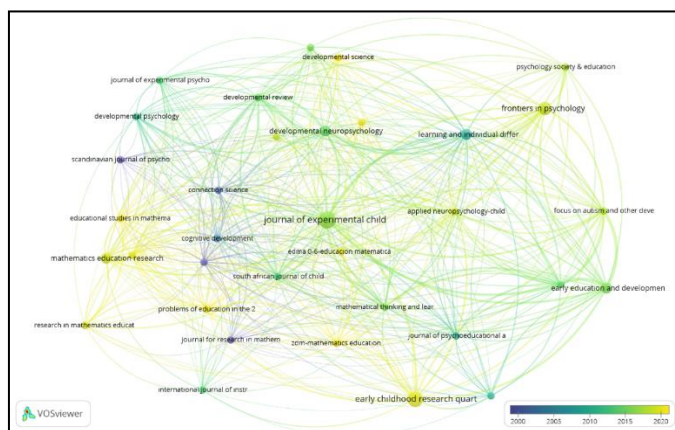 developmental science
psychology society & education
journal of experimental psycho
developmental review
frontiers in psychology
developmental psychology
developmental neuropsychology
learning and individual differ
scandinavian journal of psycho
connection science
journal of experimental child
applied neuropsychology-child
focus on autism and other deve
educational studies in mathema
cognitive development
mathematics education research
edma 0-6-educacion matematica
south african journal of child
early education and developmen
problems of education in the 2
mathematical thinking and lear
research in mathematics educat
journal for research in mathem
zdm-mathematics education
journal of psychoeducational a
international journal of instr
early childhood research quart
VOSviewer
2000 2005 2010 2015 2020